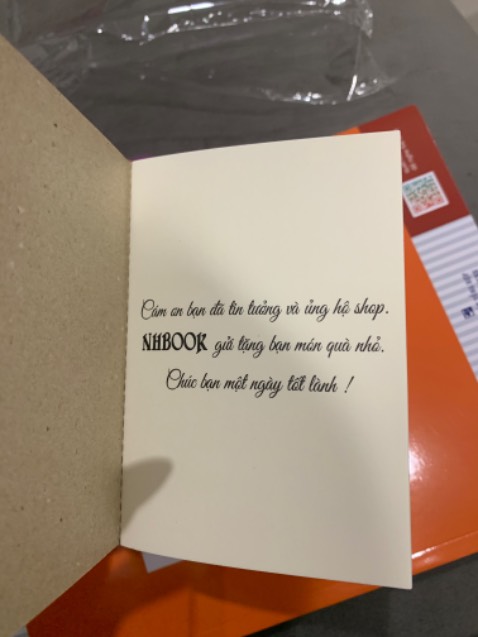 Cám ơn bạn đã tin tưởng và ủng hộ shop.
NHBOOK gửi tặng bạn món quà nhỏ.
Chúc bạn một ngày tốt lành !